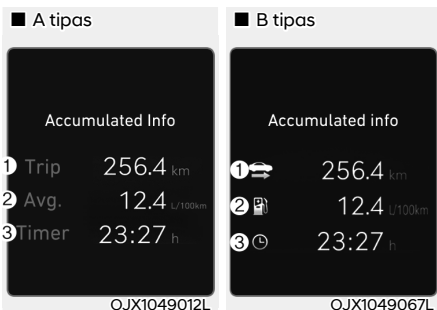 ■ A tipas
Accumulated Info
1 Trip 256.4 km
2 Avg. 12.4 L/100km
3 Timer 23:27 h
OJX1049012L
■ B tipas
Accumulated info
1 256.4 km
2 12.4 L/100km
3 23:27 h
OJX1049067L